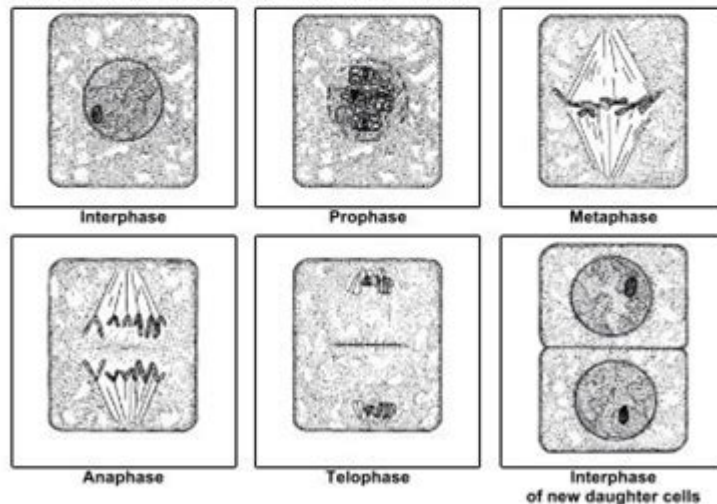 Interphase
Prophase
Metaphase
Anaphase
Telophase
Interphase
of new daughter cells